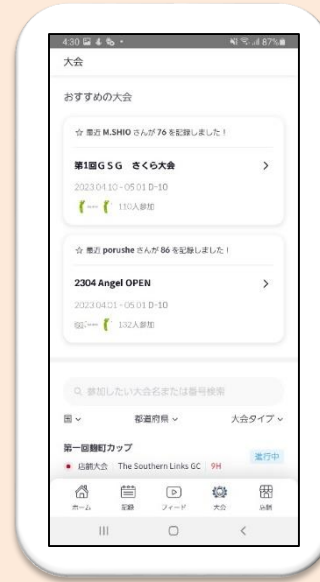 4:30
87%
大会
おすすめの大会
☆ 最近 M.SHIO さんが 76 を記録しました!
第1回GSG さくら大会
2023.04.10 - 05.01 D-10
110人参加
☆ 最近 porushe さんが 86 を記録しました!
2304 Angel OPEN
2023.04.01 - 05.01 D-10
132人参加
参加したい大会名または番号検索
国 都道府県 大会タイプ
第一回麵町カップ
進行中
店舗大会 The Southern Links GC 9H
ホーム 記録 フィード 大会 店舗